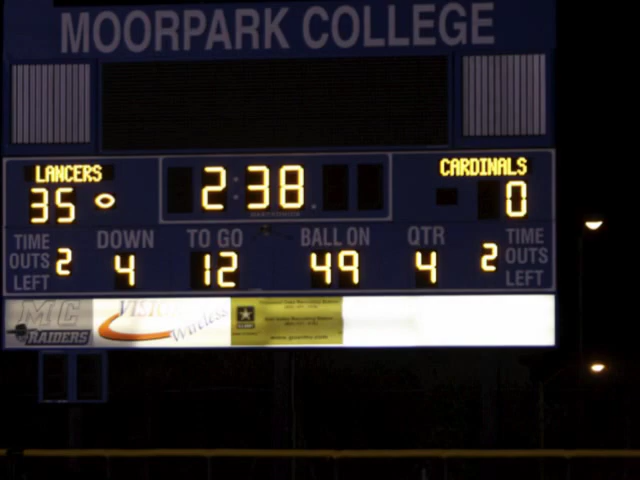 MOORPARK COLLEGE
LANCERS 2:38 CARDINALS
35 0
TIME OUTS LEFT 2 DOWN 4 TO GO 12 BALL ON 49 QTR 4 2 TIME OUTS LEFT
MC RAIDERS
VISION Wireless